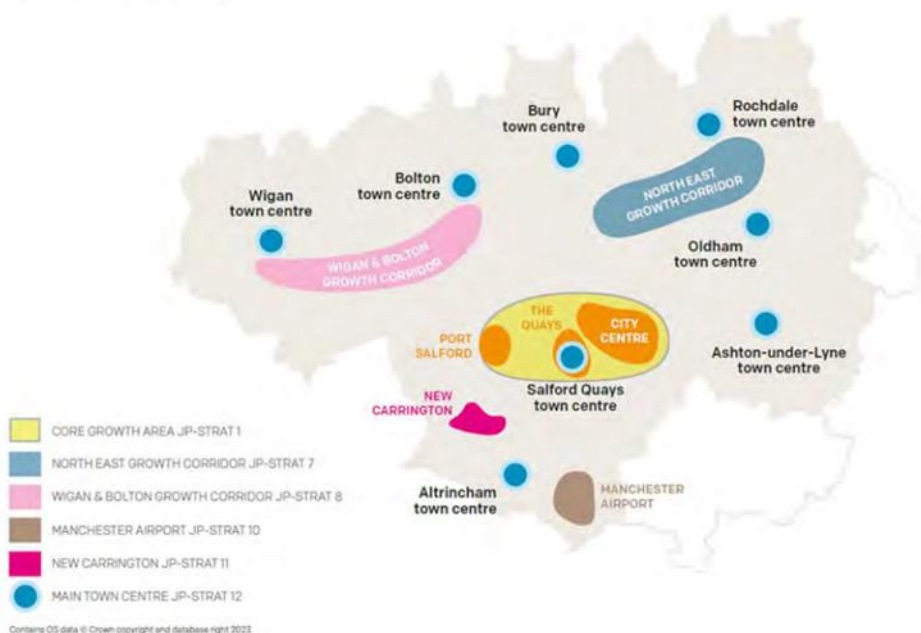 Bury
town centre
Rochdale
town centre
NORTH EAST
GROWTH CORRIDOR
Bolton
town centre
Wigan
town centre
Oldham
town centre
WIGAN & BOLTON
GROWTH CORRIDOR
THE
QUAYS
CITY
CENTRE
PORT
SALFORD
Ashton-under-Lyne
town centre
Salford Quays
town centre
NEW
CARRINGTON
Altrincham
town centre
MANCHESTER
AIRPORT
CORE GROWTH AREA JP-STRAT 1
NORTH EAST GROWTH CORRIDOR JP-STRAT 7
WIGAN & BOLTON GROWTH CORRIDOR JP-STRAT 8
MANCHESTER AIRPORT JP-STRAT 10
NEW CARRINGTON JP-STRAT 11
MAIN TOWN CENTRE JP-STRAT 12
Contains OS data © Crown copyright and database right 2023